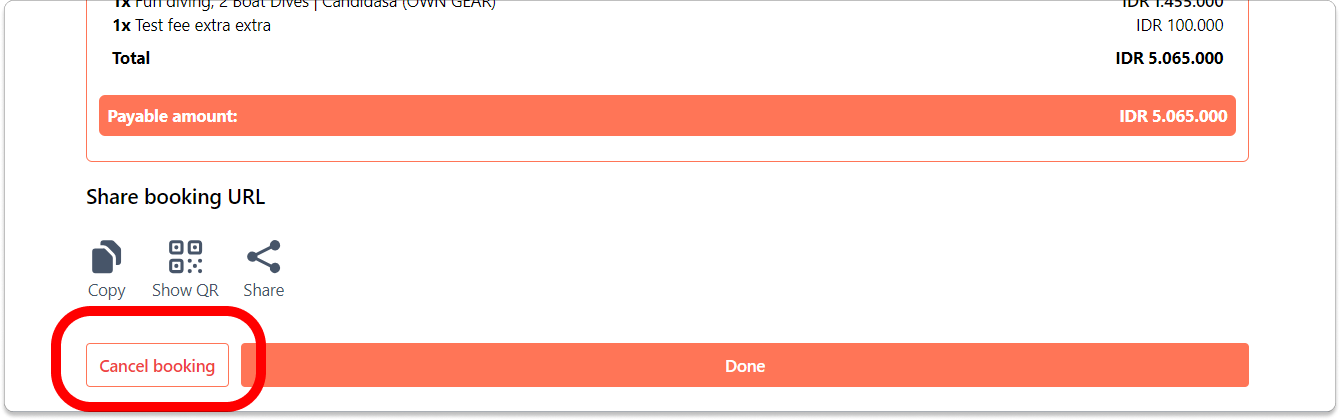 1x Fun diving, 2 Boat Dives | Candidasa (OWN GEAR) IDR 1.455.000
1x Test fee extra extra IDR 100.000
Total IDR 5.065.000
Payable amount: IDR 5.065.000
Share booking URL
Copy Show QR Share
Cancel booking Done